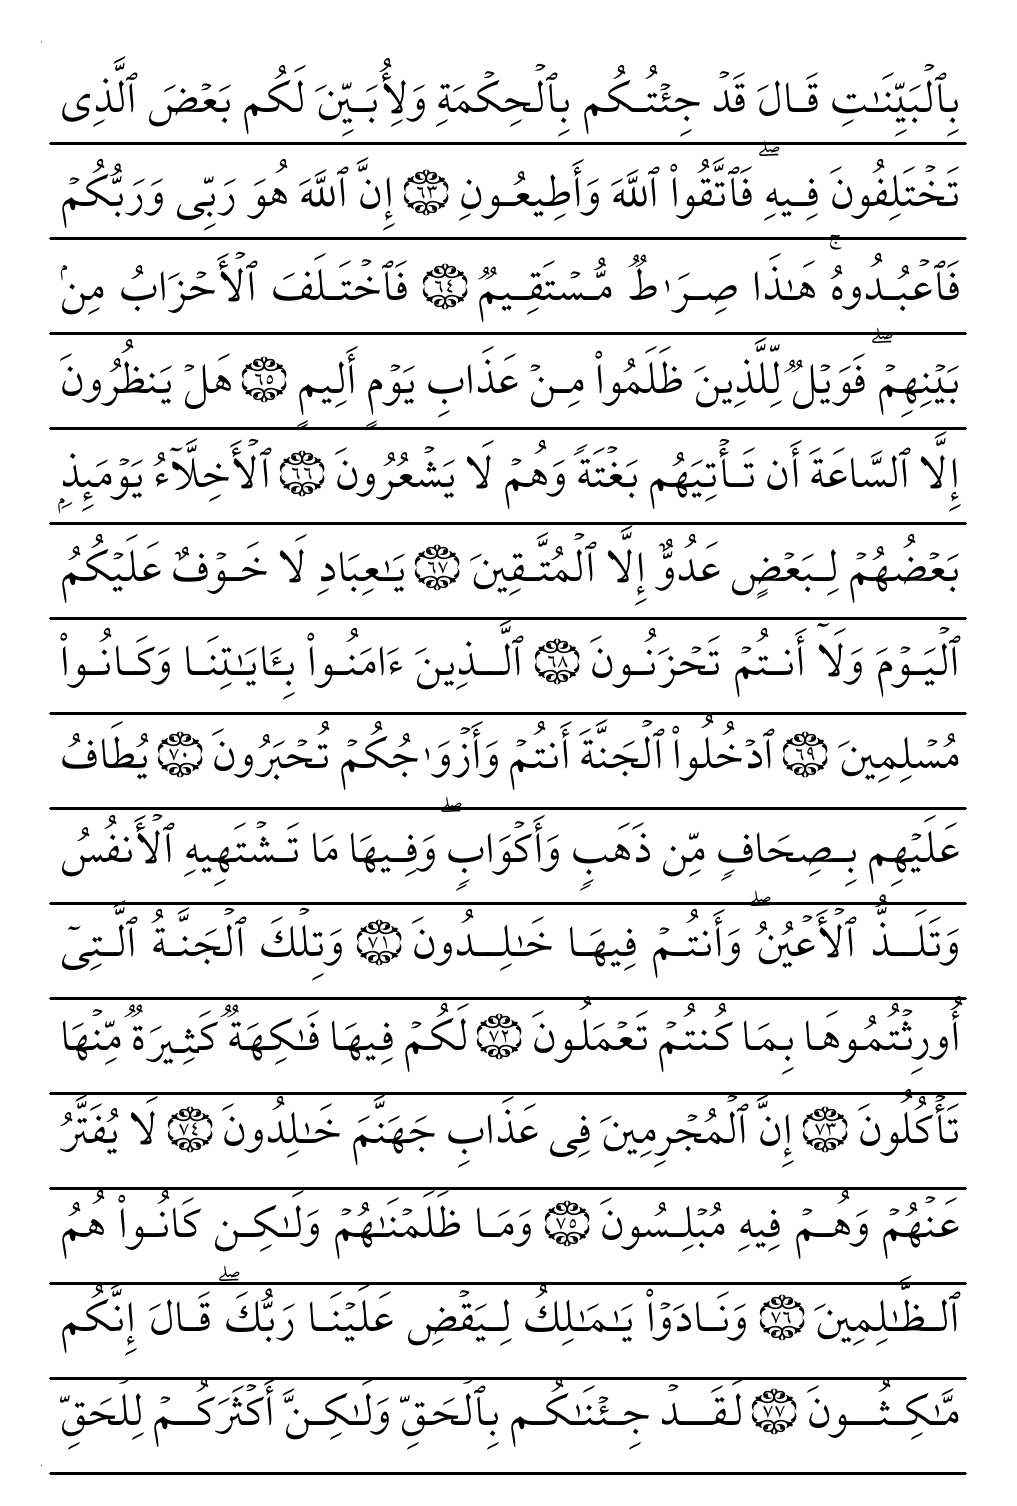 بِٱلۡبَيِّنَٰتِ قَالَ قَدۡ جِئۡتُكُم بِٱلۡحِكۡمَةِ وَلِأُبَيِّنَ لَكُم بَعۡضَ ٱلَّذِى
تَخۡتَلِفُونَ فِيهِۖ فَٱتَّقُواْ ٱللَّهَ وَأَطِيعُونِ ٦٣ إِنَّ ٱللَّهَ هُوَ رَبِّى وَرَبُّكُمۡ
فَٱعۡبُدُوهُۚ هَٰذَا صِرَٰطٞ مُّسۡتَقِيمٞ ٦٤ فَٱخۡتَلَفَ ٱلۡأَحۡزَابُ مِنۢ
بَيۡنِهِمۡۖ فَوَيۡلٞ لِّلَّذِينَ ظَلَمُواْ مِنۡ عَذَابِ يَوۡمٍ أَلِيمٍ ٦٥ هَلۡ يَنظُرُونَ
إِلَّا ٱلسَّاعَةَ أَن تَأۡتِيَهُم بَغۡتَةٗ وَهُمۡ لَا يَشۡعُرُونَ ٦٦ ٱلۡأَخِلَّآءُ يَوۡمَئِذِۭ
بَعۡضُهُمۡ لِبَعۡضٍ عَدُوٌّ إِلَّا ٱلۡمُتَّقِينَ ٦٧ يَٰعِبَادِ لَا خَوۡفٌ عَلَيۡكُمُ
ٱلۡيَوۡمَ وَلَآ أَنتُمۡ تَحۡزَنُونَ ٦٨ ٱلَّذِينَ ءَامَنُواْ بِـَٔايَٰتِنَا وَكَانُواْ
مُسۡلِمِينَ ٦٩ ٱدۡخُلُواْ ٱلۡجَنَّةَ أَنتُمۡ وَأَزۡوَٰجُكُمۡ تُحۡبَرُونَ ٧٠ يُطَافُ
عَلَيۡهِم بِصِحَافٖ مِّن ذَهَبٖ وَأَكۡوَابٖۖ وَفِيهَا مَا تَشۡتَهِيهِ ٱلۡأَنفُسُ
وَتَلَذُّ ٱلۡأَعۡيُنُۖ وَأَنتُمۡ فِيهَا خَٰلِدُونَ ٧١ وَتِلۡكَ ٱلۡجَنَّةُ ٱلَّتِىٓ
أُورِثۡتُمُوهَا بِمَا كُنتُمۡ تَعۡمَلُونَ ٧٢ لَكُمۡ فِيهَا فَٰكِهَةٞ كَثِيرَةٞ مِّنۡهَا
تَأۡكُلُونَ ٧٣ إِنَّ ٱلۡمُجۡرِمِينَ فِى عَذَابِ جَهَنَّمَ خَٰلِدُونَ ٧٤ لَا يُفَتَّرُ
عَنۡهُمۡ وَهُمۡ فِيهِ مُبۡلِسُونَ ٧٥ وَمَا ظَلَمۡنَٰهُمۡ وَلَٰكِن كَانُواْ هُمُ
ٱلظَّٰلِمِينَ ٧٦ وَنَادَوۡاْ يَٰمَٰلِكُ لِيَقۡضِ عَلَيۡنَا رَبُّكَۖ قَالَ إِنَّكُم
مَّٰكِثُونَ ٧٧ لَقَدۡ جِئۡنَٰكُم بِٱلۡحَقِّ وَلَٰكِنَّ أَكۡثَرَكُمۡ لِلۡحَقِّ